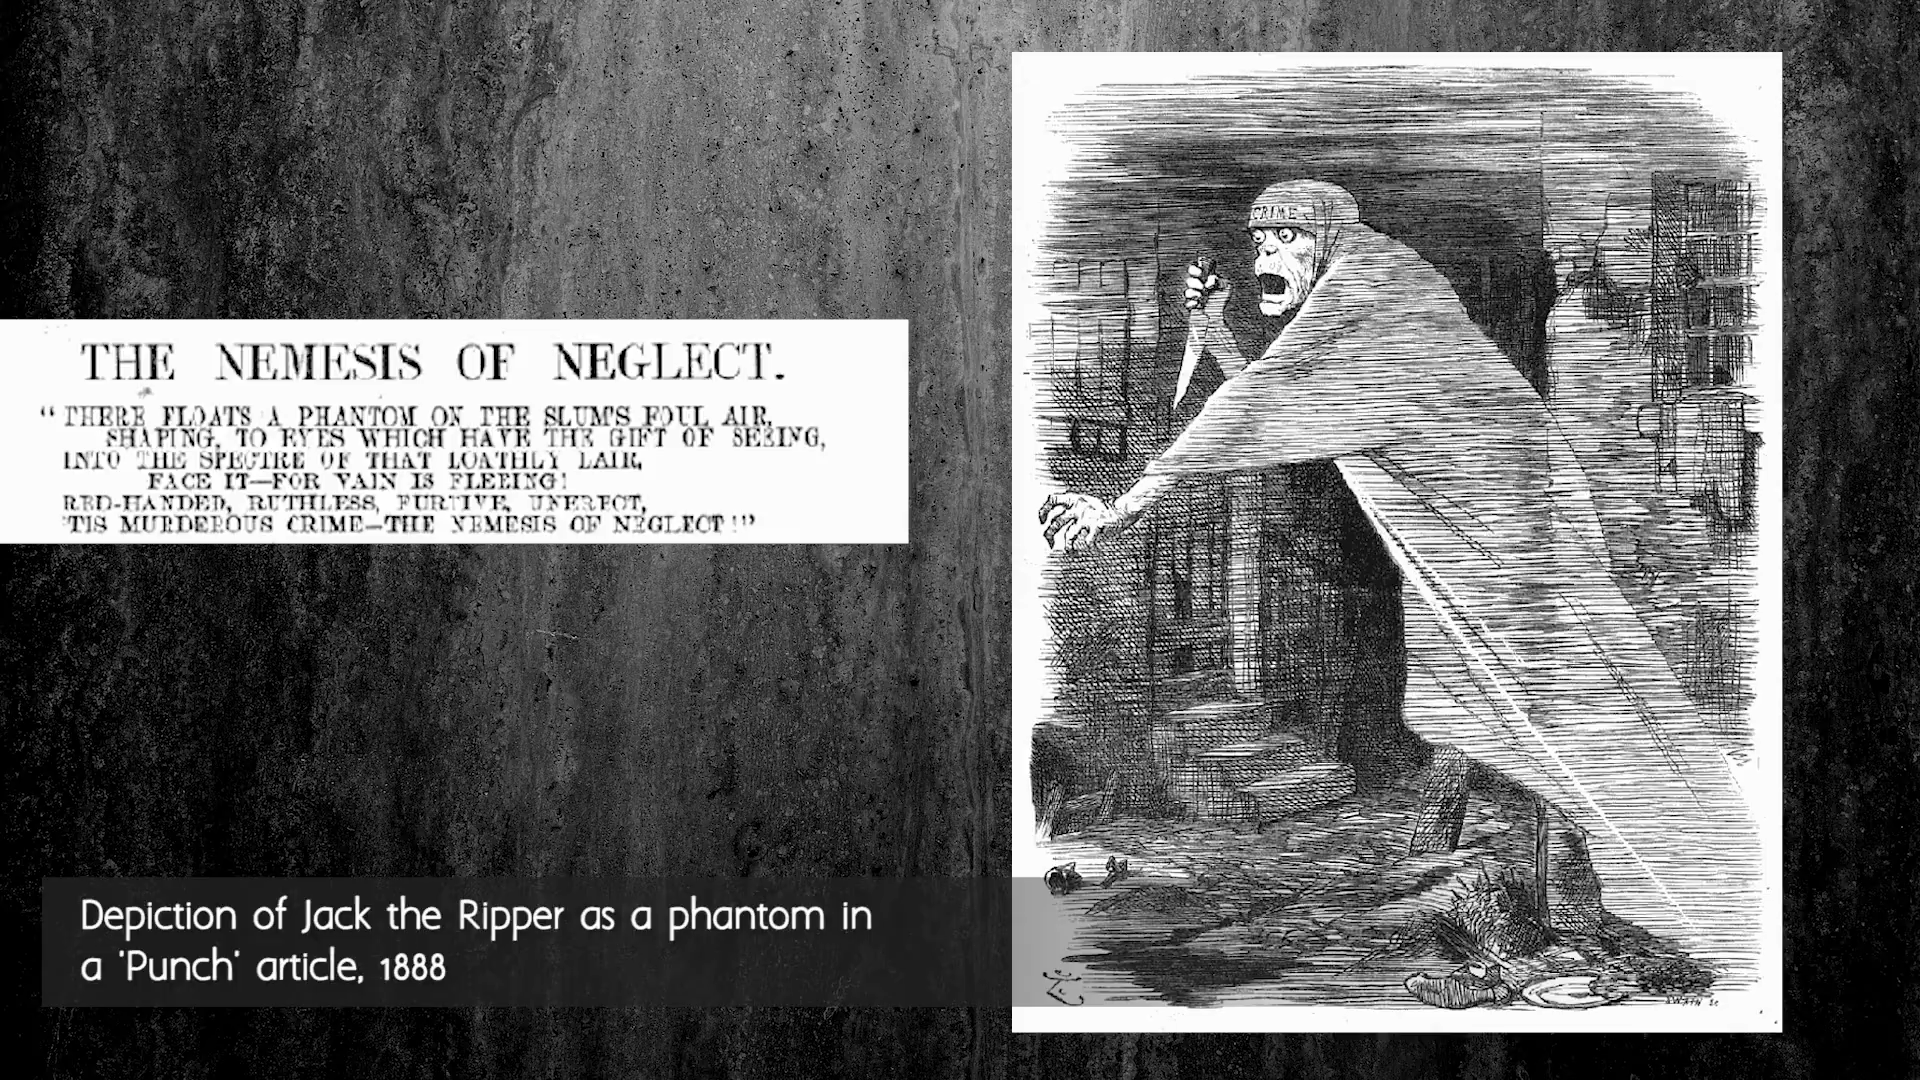 THE NEMESIS OF NEGLECT.
"THERE FLOATS A PHANTOM ON THE SLUM'S FOUL AIR,
SHAPING, TO EYES WHICH HAVE THE GIFT OF SEEING,
INTO THE SPECTRE OF THAT LOATHLY LAIR.
FACE IT—FOR VAIN IS FLEEING!
RED-HANDED, RUTHLESS, FURTIVE, UNERECT,
'TIS MURDEROUS CRIME—THE NEMESIS OF NEGLECT!"
CRIME
Depiction of Jack the Ripper as a phantom in
a 'Punch' article, 1888
SWAIN SC